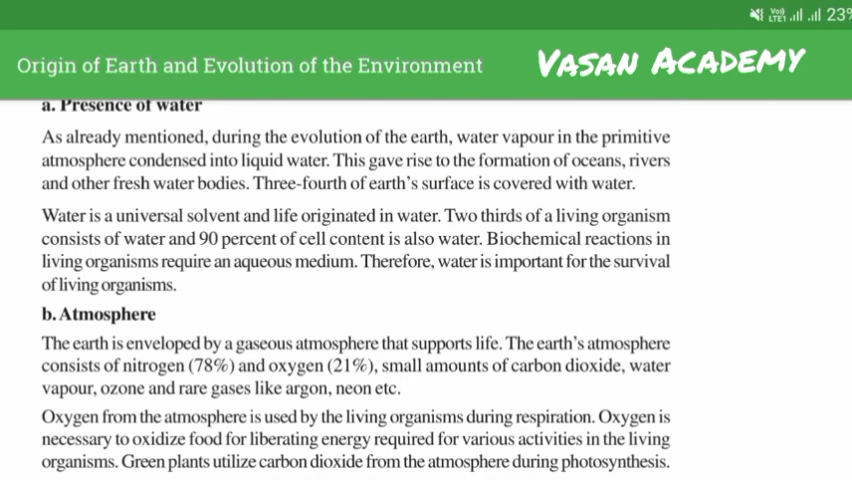 Vo)) LTE1 23%
Origin of Earth and Evolution of the Environment
VASAN ACADEMY
a. Presence of water
As already mentioned, during the evolution of the earth, water vapour in the primitive
atmosphere condensed into liquid water. This gave rise to the formation of oceans, rivers
and other fresh water bodies. Three-fourth of earth's surface is covered with water.
Water is a universal solvent and life originated in water. Two thirds of a living organism
consists of water and 90 percent of cell content is also water. Biochemical reactions in
living organisms require an aqueous medium. Therefore, water is important for the survival
of living organisms.
b. Atmosphere
The earth is enveloped by a gaseous atmosphere that supports life. The earth's atmosphere
consists of nitrogen (78%) and oxygen (21%), small amounts of carbon dioxide, water
vapour, ozone and rare gases like argon, neon etc.
Oxygen from the atmosphere is used by the living organisms during respiration. Oxygen is
necessary to oxidize food for liberating energy required for various activities in the living
organisms. Green plants utilize carbon dioxide from the atmosphere during photosynthesis.